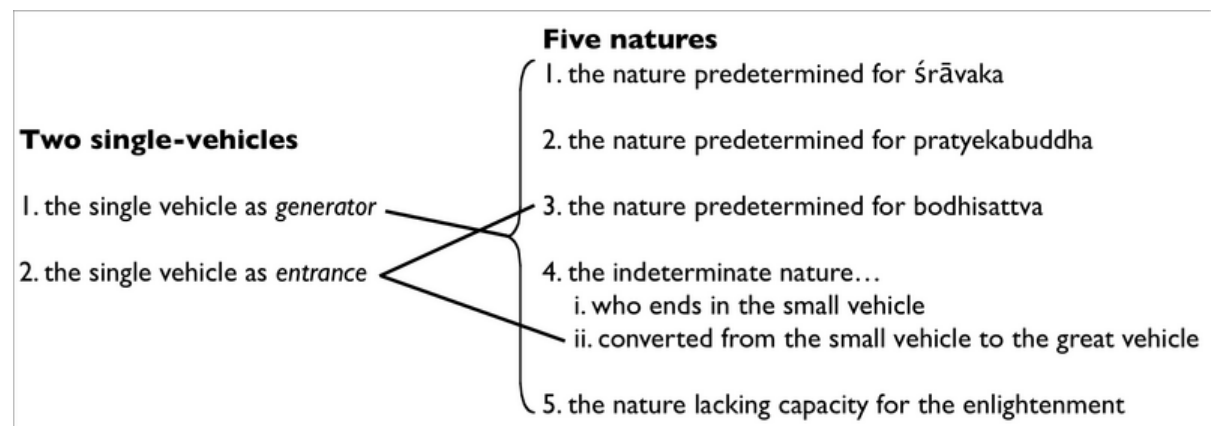 Five natures
1. the nature predetermined for śrāvaka
Two single-vehicles
2. the nature predetermined for pratyekabuddha
1. the single vehicle as generator
3. the nature predetermined for bodhisattva
2. the single vehicle as entrance
4. the indeterminate nature…
i. who ends in the small vehicle
ii. converted from the small vehicle to the great vehicle
5. the nature lacking capacity for the enlightenment